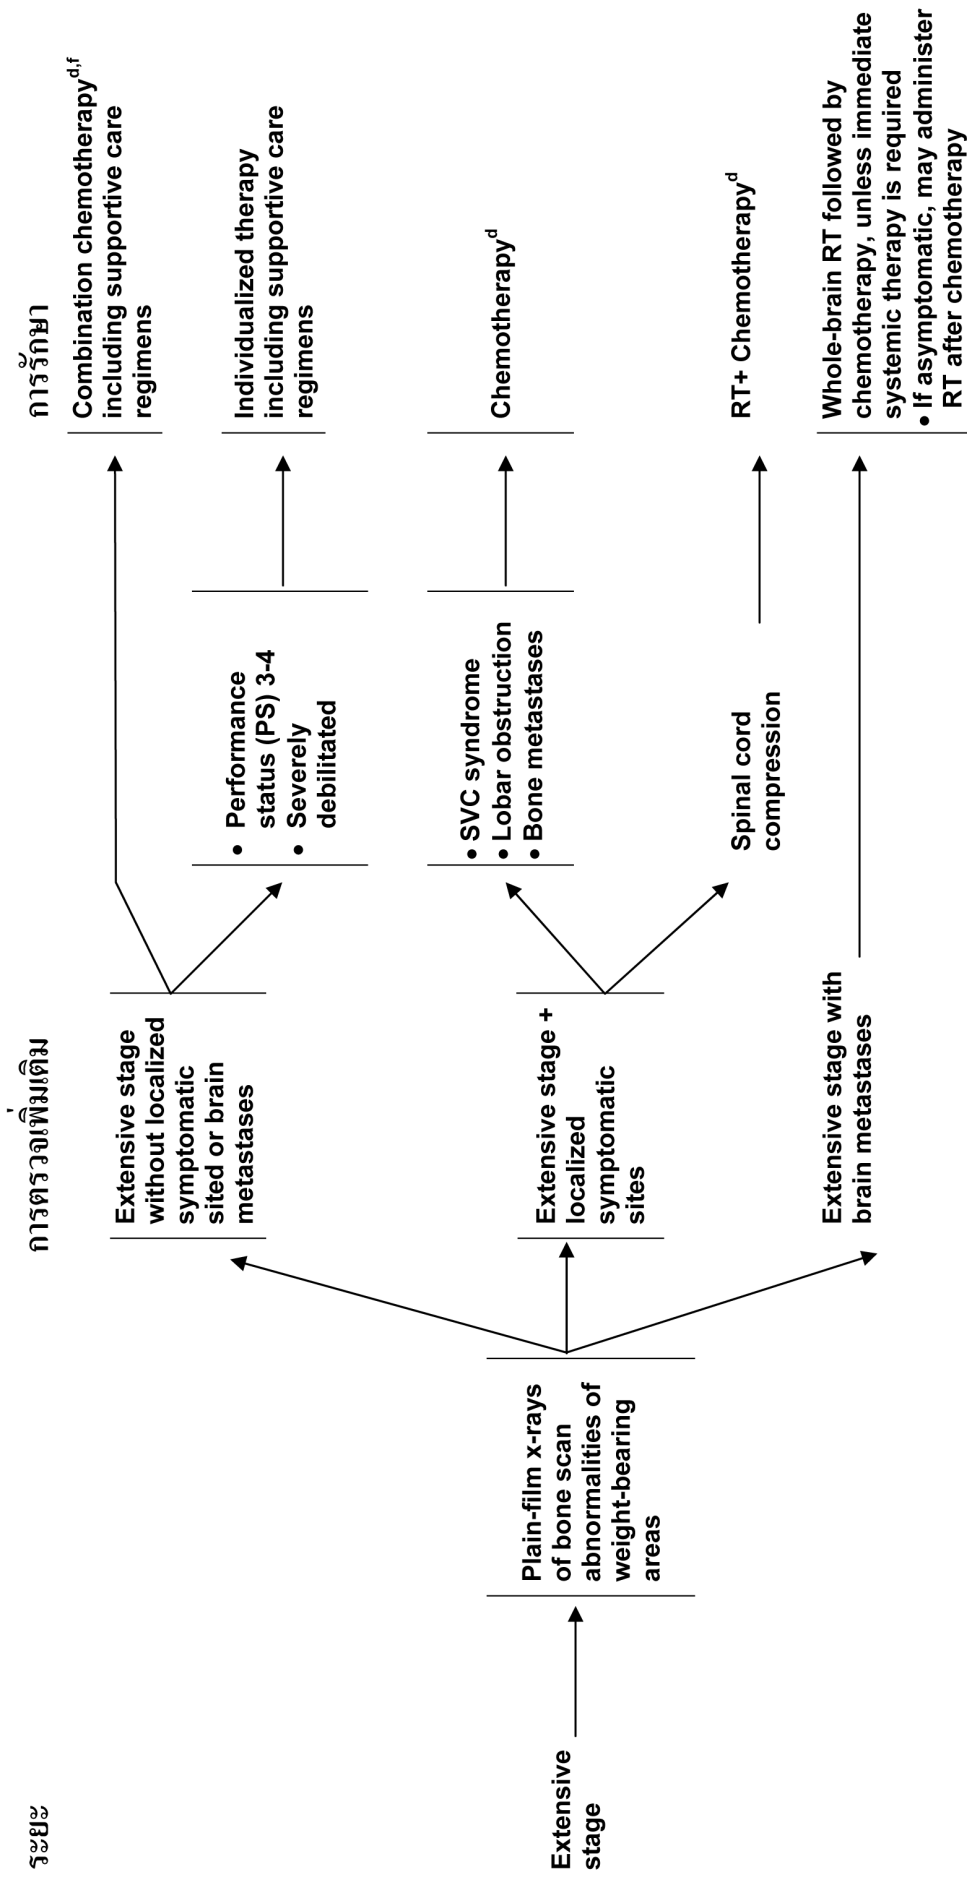 ระยะ
การตรวจเพิ่มเติม
การรักษา
Extensive
stage
Plain-film x-rays
of bone scan
abnormalities of
weight-bearing
areas
Extensive stage
without localized
symptomatic
sited or brain
metastases
Combination chemotherapyd,f
including supportive care
regimens
• Performance
status (PS) 3-4
• Severely
debilitated
Individualized therapy
including supportive care
regimens
Extensive stage +
localized
symptomatic
sites
• SVC syndrome
• Lobar obstruction
• Bone metastases
Chemotherapyd
Spinal cord
compression
RT+ Chemotherapyd
Extensive stage with
brain metastases
Whole-brain RT followed by
chemotherapy, unless immediate
systemic therapy is required
• If asymptomatic, may administer
RT after chemotherapy